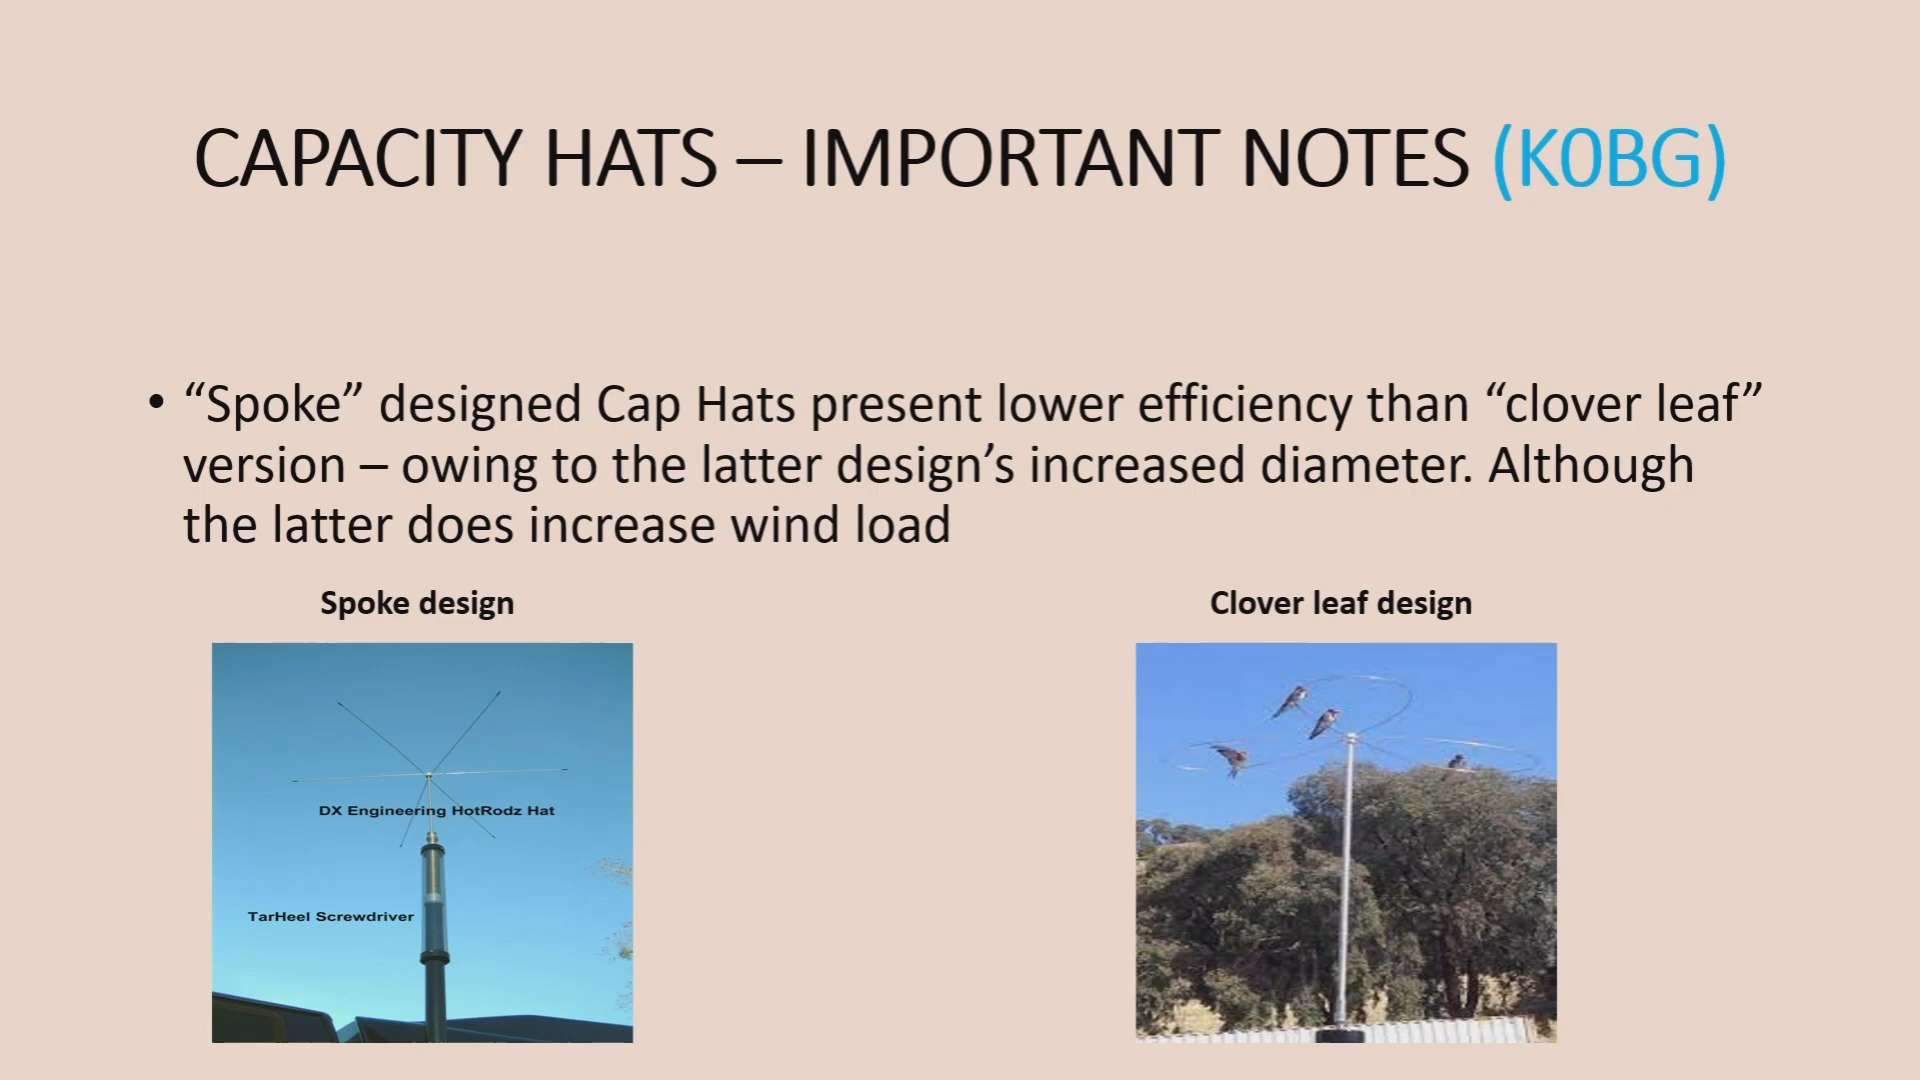 CAPACITY HATS – IMPORTANT NOTES (K0BG)
• “Spoke” designed Cap Hats present lower efficiency than “clover leaf”
version – owing to the latter design’s increased diameter. Although
the latter does increase wind load
Spoke design
Clover leaf design
DX Engineering HotRodz Hat
TarHeel Screwdriver